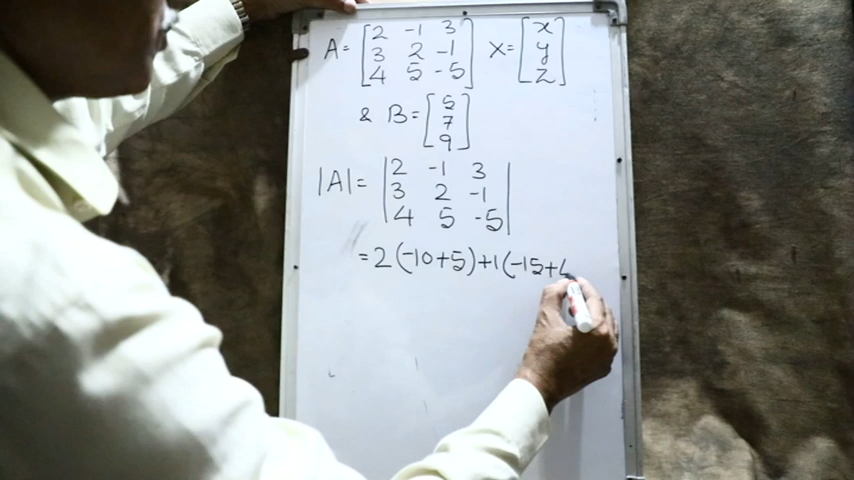 A = [2 -1 3; 3 2 -1; 4 5 -5] X = [x; y; z]
& B = [5; 7; 9]
|A| = |2 -1 3; 3 2 -1; 4 5 -5|
= 2(-10+5)+1(-15+4